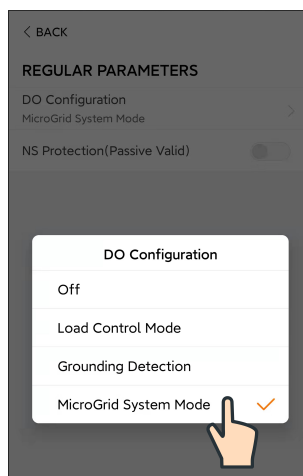 < BACK
REGULAR PARAMETERS
DO Configuration
MicroGrid System Mode
NS Protection(Passive Valid)
DO Configuration
Off
Load Control Mode
Grounding Detection
MicroGrid System Mode